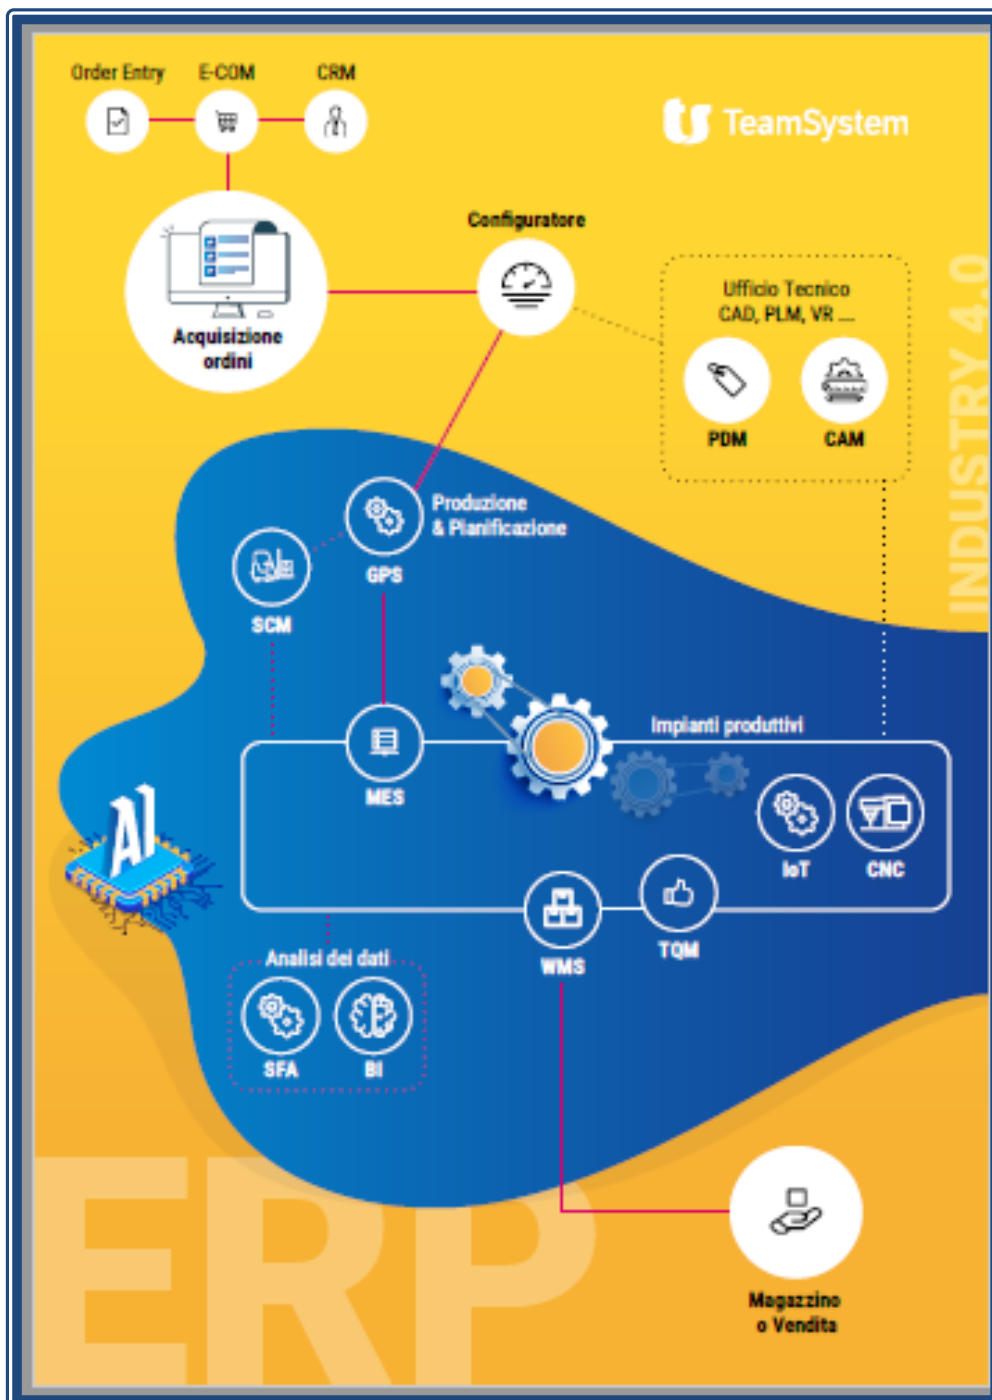 Order Entry
E-COM
CRM
TeamSystem
Acquisizione
ordini
Configuratore
Ufficio Tecnico
CAD, PLM, VR ....
PDM
CAM
INDUSTRY 4.0
Produzione
& Pianificazione
GPS
SCM
MES
Impianti produttivi
IoT
CNC
AI
WMS
TQM
Analisi dei dati
SFA
BI
ERP
Magazzino
o Vendita